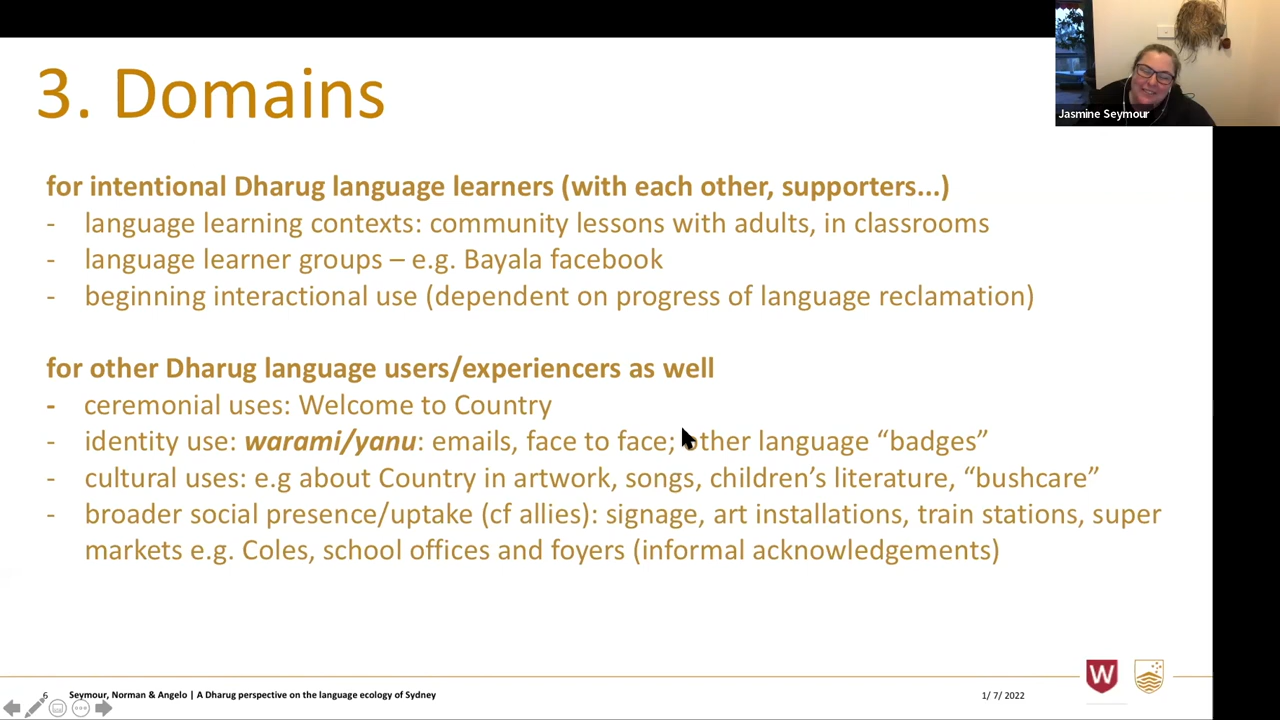 3. Domains
Jasmine Seymour
for intentional Dharug language learners (with each other, supporters...)
- language learning contexts: community lessons with adults, in classrooms
- language learner groups – e.g. Bayala facebook
- beginning interactional use (dependent on progress of language reclamation)
for other Dharug language users/experiencers as well
- ceremonial uses: Welcome to Country
- identity use: warami/yanu: emails, face to face; other language “badges”
- cultural uses: e.g about Country in artwork, songs, children’s literature, “bushcare”
- broader social presence/uptake (cf allies): signage, art installations, train stations, super
markets e.g. Coles, school offices and foyers (informal acknowledgements)
6 Seymour, Norman & Angelo | A Dharug perspective on the language ecology of Sydney 1/ 7/ 2022
W